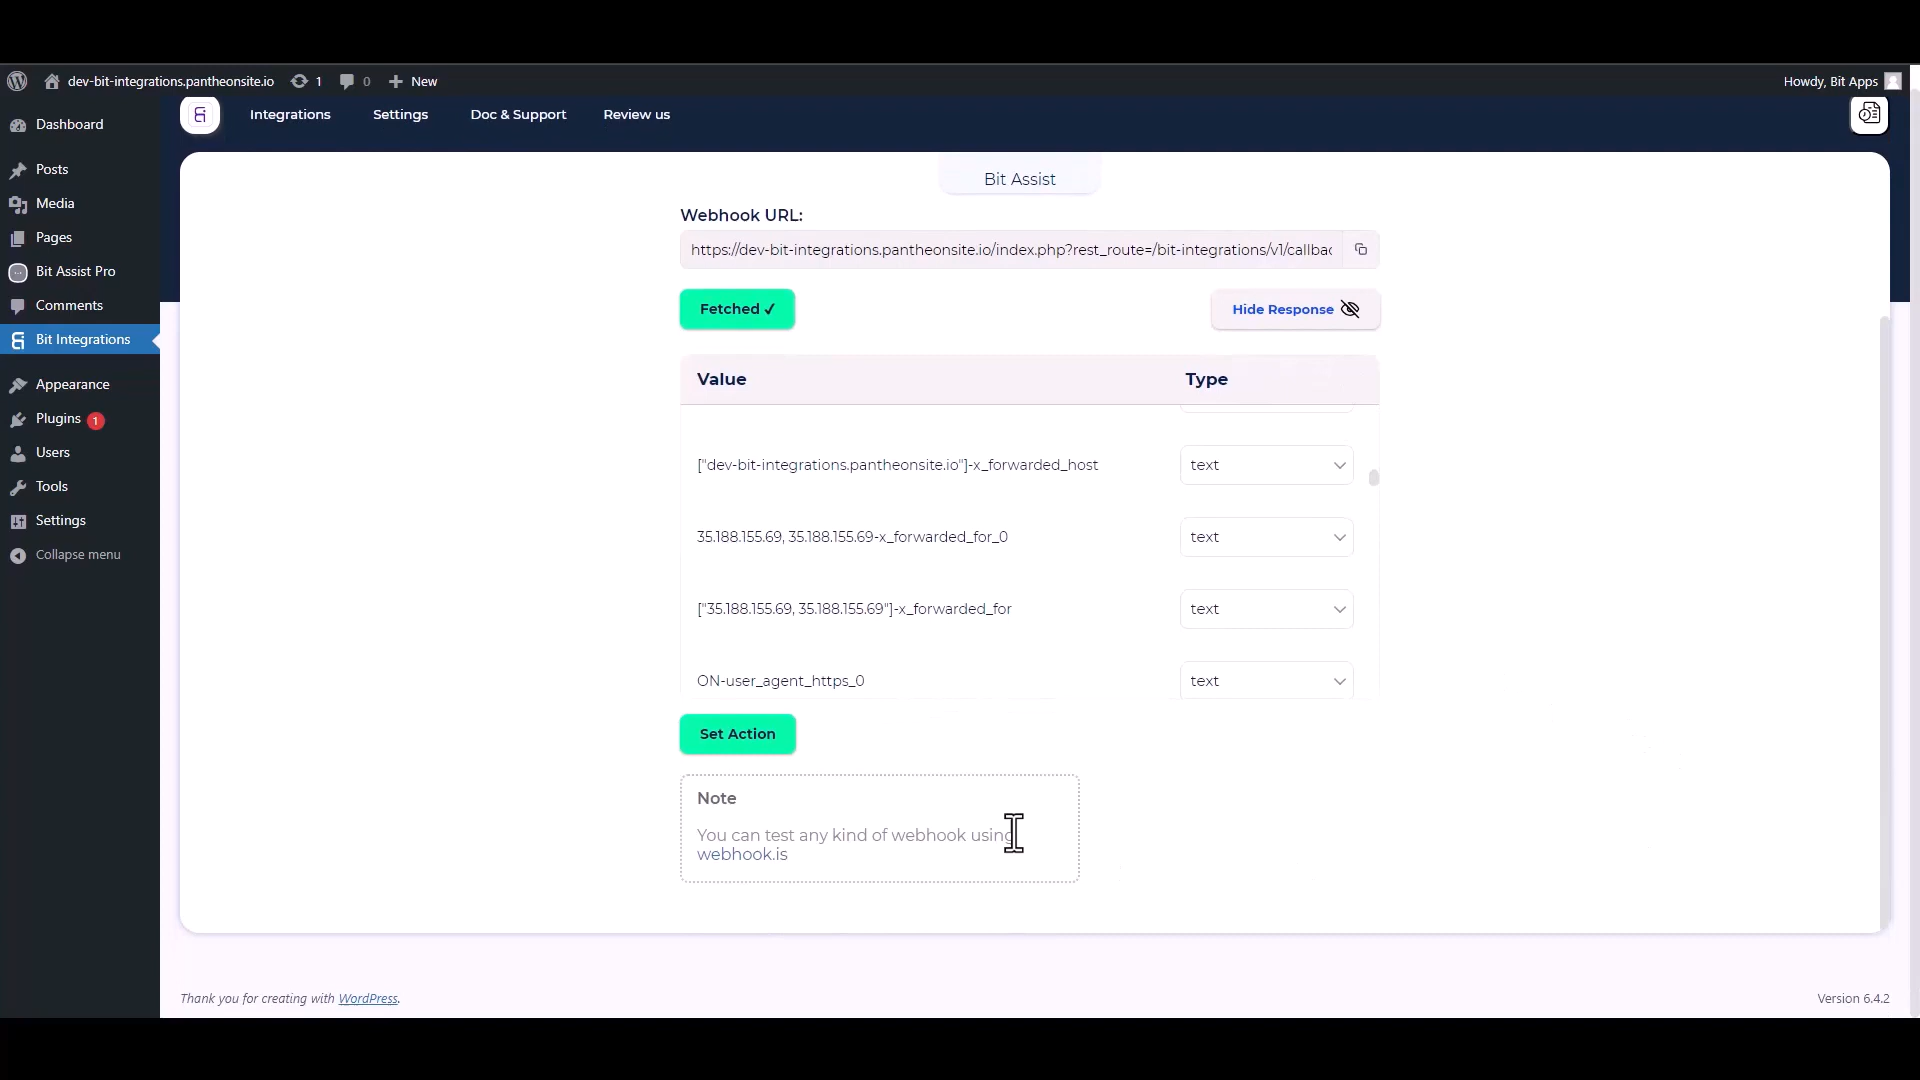 dev-bit-integrations.pantheonsite.io 1 0 New Howdy, Bit Apps
Integrations Settings Doc & Support Review us
Dashboard
Posts
Media
Pages
Bit Assist Pro
Comments
Bit Integrations
Appearance
Plugins 1
Users
Tools
Settings
Collapse menu
Bit Assist
Webhook URL:
https://dev-bit-integrations.pantheonsite.io/index.php?rest_route=/bit-integrations/v1/callbac
Fetched ✓ Hide Response
Value Type
["dev-bit-integrations.pantheonsite.io"]-x_forwarded_host text
35.188.155.69, 35.188.155.69-x_forwarded_for_0 text
["35.188.155.69, 35.188.155.69"]-x_forwarded_for text
ON-user_agent_https_0 text
Set Action
Note
You can test any kind of webhook using
webhook.is
Thank you for creating with WordPress. Version 6.4.2